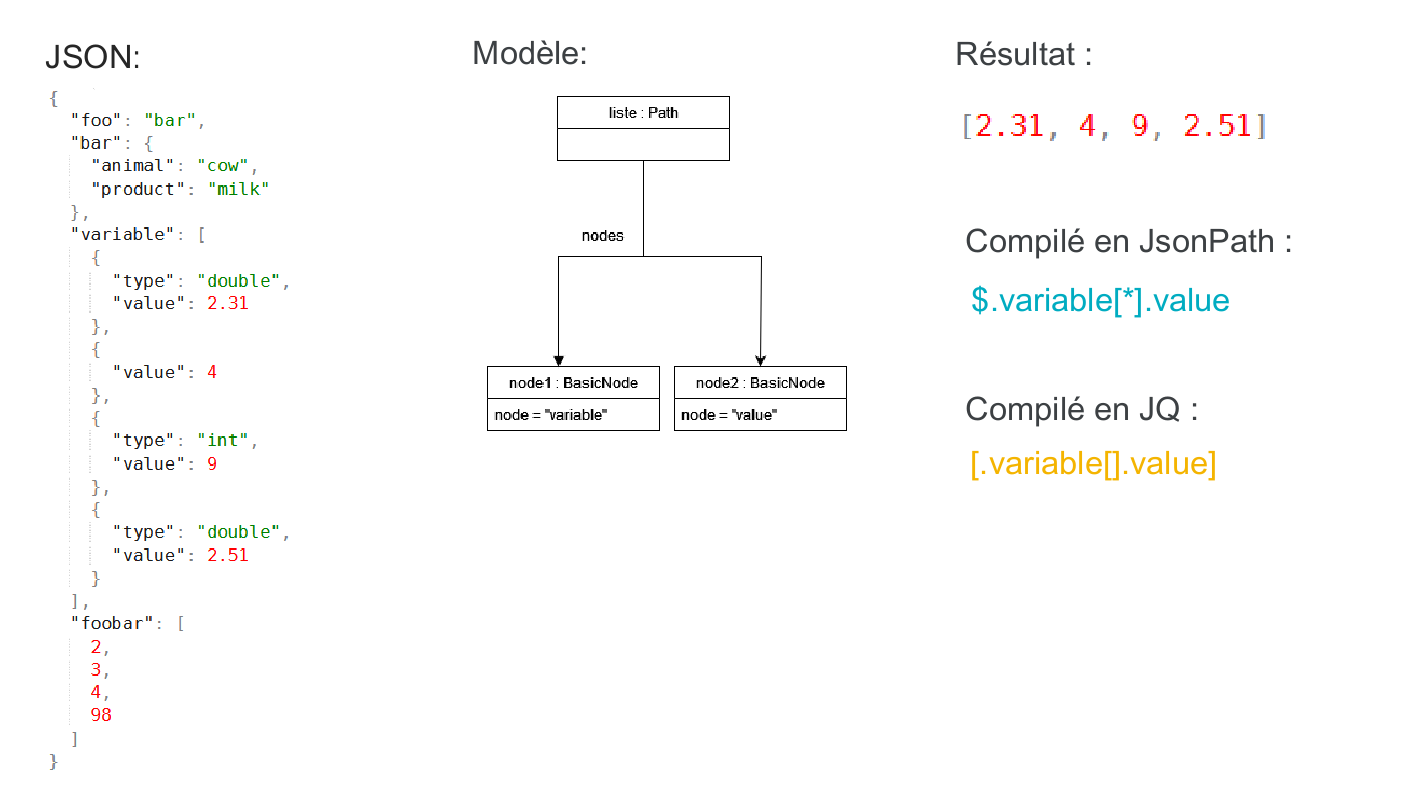 JSON:
{
  "foo": "bar",
  "bar": {
    "animal": "cow",
    "product": "milk"
  },
  "variable": [
    {
      "type": "double",
      "value": 2.31
    },
    {
      "value": 4
    },
    {
      "type": "int",
      "value": 9
    },
    {
      "type": "double",
      "value": 2.51
    }
  ],
  "foobar": [
    2,
    3,
    4,
    98
  ]
}
Modèle:
liste : Path
nodes
node1 : BasicNode
node = "variable"
node2 : BasicNode
node = "value"
Résultat :
[2.31, 4, 9, 2.51]
Compilé en JsonPath :
$.variable[*].value
Compilé en JQ :
[.variable[].value]